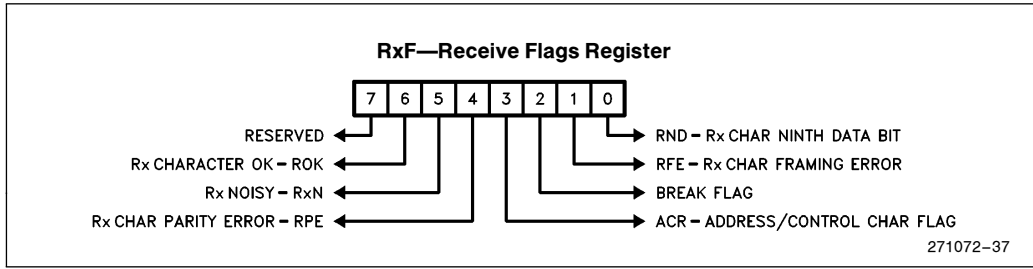 RxF—Receive Flags Register
7 6 5 4 3 2 1 0
RESERVED
Rx CHARACTER OK – ROK
Rx NOISY – RxN
Rx CHAR PARITY ERROR – RPE
RND – Rx CHAR NINTH DATA BIT
RFE – Rx CHAR FRAMING ERROR
BREAK FLAG
ACR – ADDRESS/CONTROL CHAR FLAG
271072–37